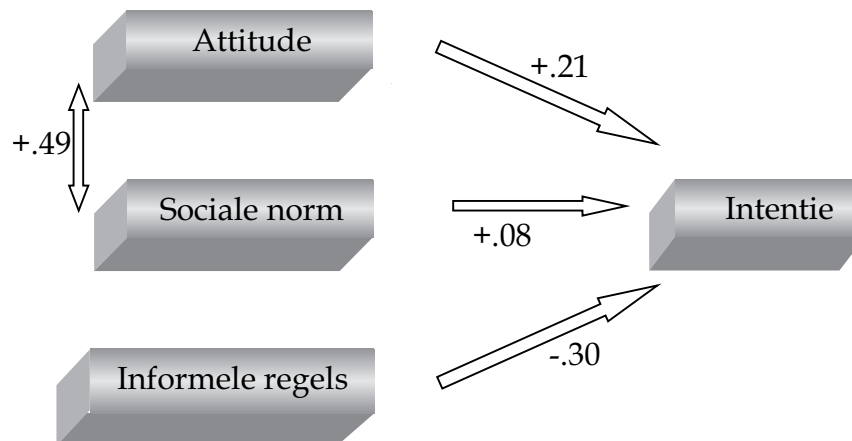 Attitude
+.21
+.49
Sociale norm
Intentie
+.08
-.30
Informele regels